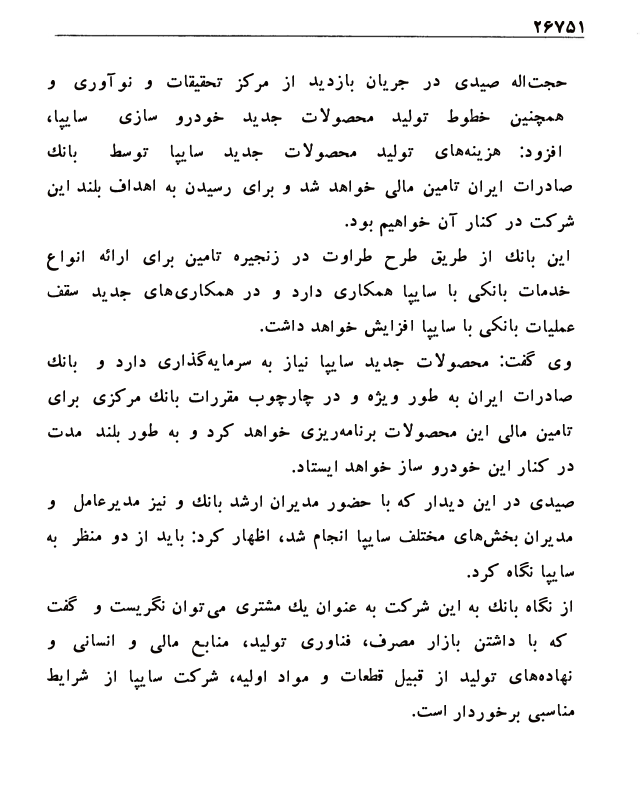 ۲۶۷۵۱
حجت‌اله صیدی در جریان بازدید از مرکز تحقیقات و نوآوری و
همچنین خطوط تولید محصولات جدید خودرو سازی سایپا،
افزود: هزینه‌های تولید محصولات جدید سایپا توسط بانك
صادرات ایران تامین مالی خواهد شد و برای رسیدن به اهداف بلند این
شرکت در کنار آن خواهیم بود.
این بانك از طریق طرح طراوت در زنجیره تامین برای ارائه انواع
خدمات بانکی با سایپا همکاری دارد و در همکاری‌های جدید سقف
عملیات بانکی با سایپا افزایش خواهد داشت.
وی گفت: محصولات جدید سایپا نیاز به سرمایه‌گذاری دارد و بانك
صادرات ایران به طور ویژه و در چارچوب مقررات بانك مرکزی برای
تامین مالی این محصولات برنامه‌ریزی خواهد کرد و به طور بلند مدت
در کنار این خودرو ساز خواهد ایستاد.
صیدی در این دیدار که با حضور مدیران ارشد بانك و نیز مدیرعامل و
مدیران بخش‌های مختلف سایپا انجام شد، اظهار کرد: باید از دو منظر به
سایپا نگاه کرد.
از نگاه بانك به این شرکت به عنوان یك مشتری می‌توان نگریست و گفت
که با داشتن بازار مصرف، فناوری تولید، منابع مالی و انسانی و
نهاده‌های تولید از قبیل قطعات و مواد اولیه، شرکت سایپا از شرایط
مناسبی برخوردار است.